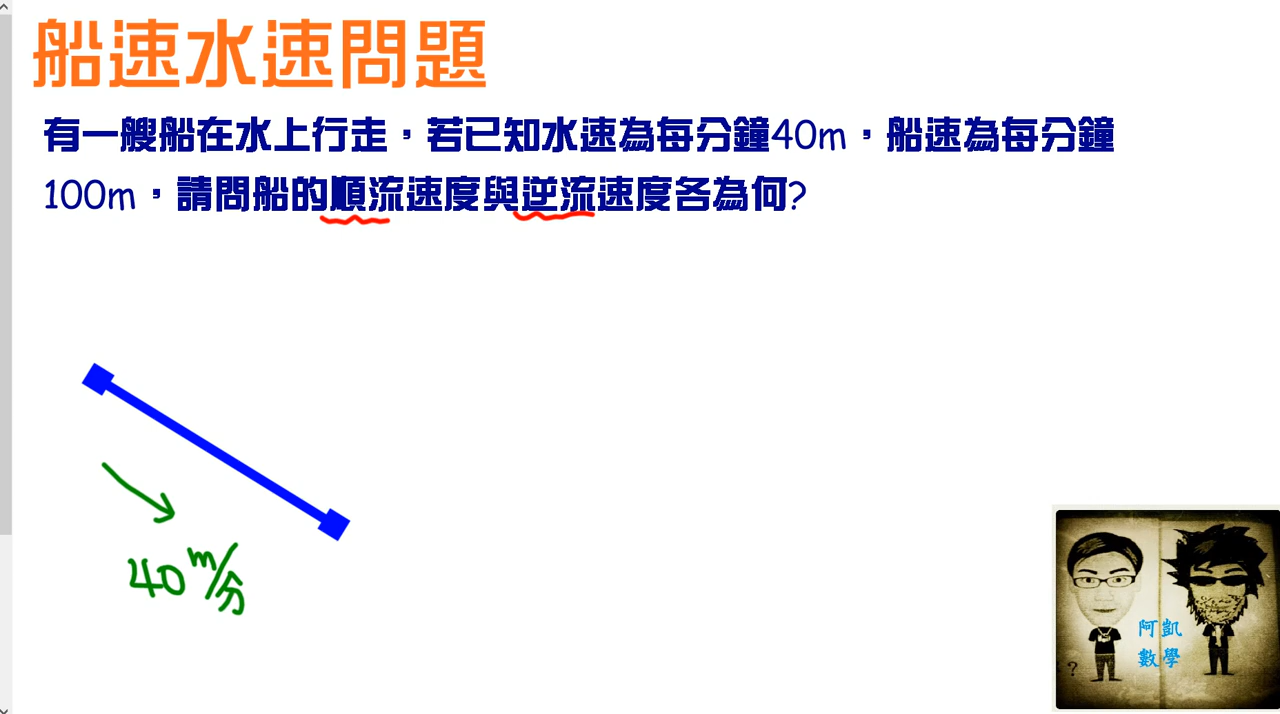 船速水速問題
有一艘船在水上行走，若已知水速為每分鐘40m，船速為每分鐘
100m，請問船的順流速度與逆流速度各為何?
40 m/分
阿凱
數學
?